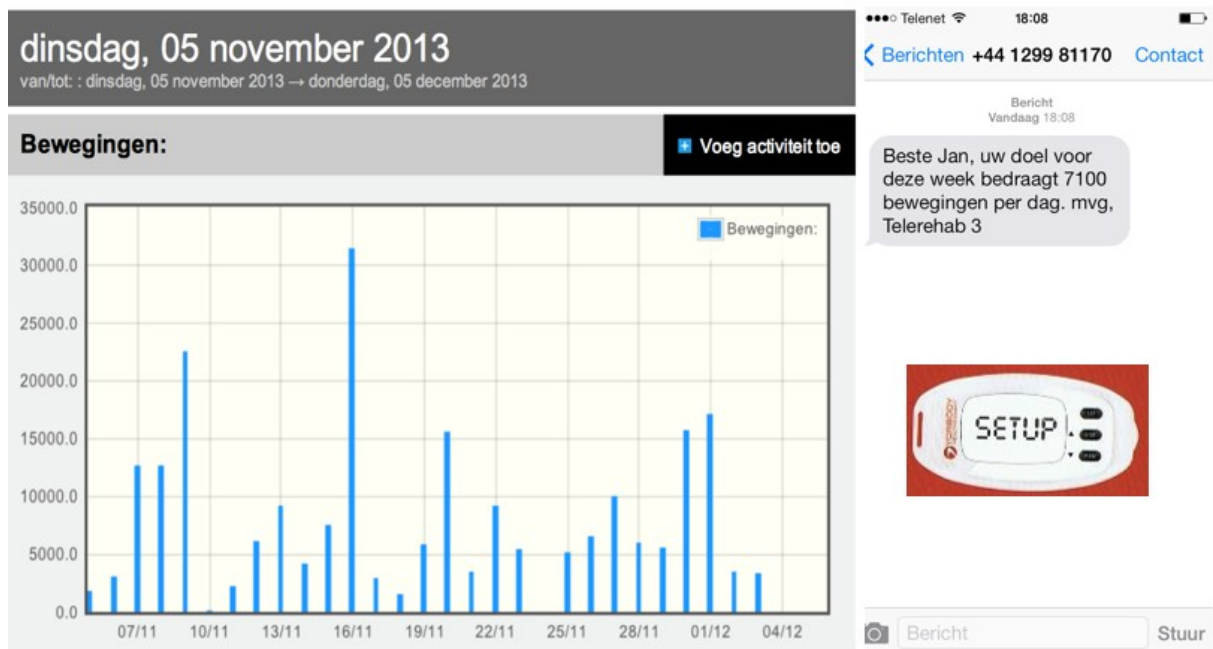 dinsdag, 05 november 2013
van/tot: : dinsdag, 05 november 2013 → donderdag, 05 december 2013
Bewegingen:
Voeg activiteit toe
35000.0
30000.0
25000.0
20000.0
15000.0
10000.0
5000.0
0.0
Bewegingen:
07/11 10/11 13/11 16/11 19/11 22/11 25/11 28/11 01/12 04/12
Telenet 18:08
Berichten +44 1299 81170 Contact
Bericht
Vandaag 18:08
Beste Jan, uw doel voor
deze week bedraagt 7100
bewegingen per dag. mvg,
Telerehab 3
SETUP
Bericht Stuur